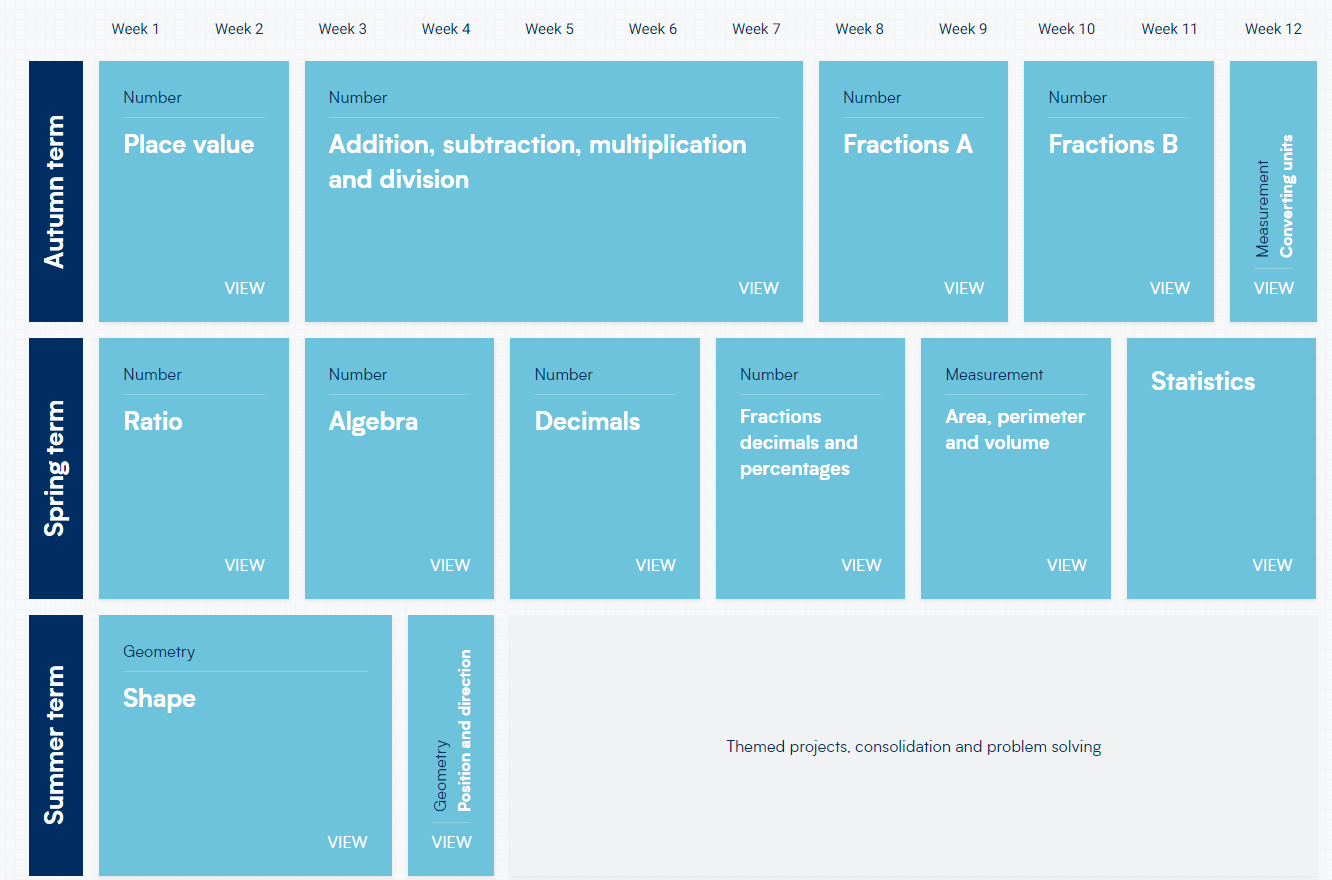 Week 1 Week 2 Week 3 Week 4 Week 5 Week 6 Week 7 Week 8 Week 9 Week 10 Week 11 Week 12
Autumn term
Number
Place value
VIEW
Number
Addition, subtraction, multiplication
and division
VIEW
Number
Fractions A
VIEW
Number
Fractions B
VIEW
Measurement
Converting units
VIEW
Spring term
Number
Ratio
VIEW
Number
Algebra
VIEW
Number
Decimals
VIEW
Number
Fractions
decimals and
percentages
VIEW
Measurement
Area, perimeter
and volume
VIEW
Statistics
VIEW
Summer term
Geometry
Shape
VIEW
Geometry
Position and direction
VIEW
Themed projects, consolidation and problem solving